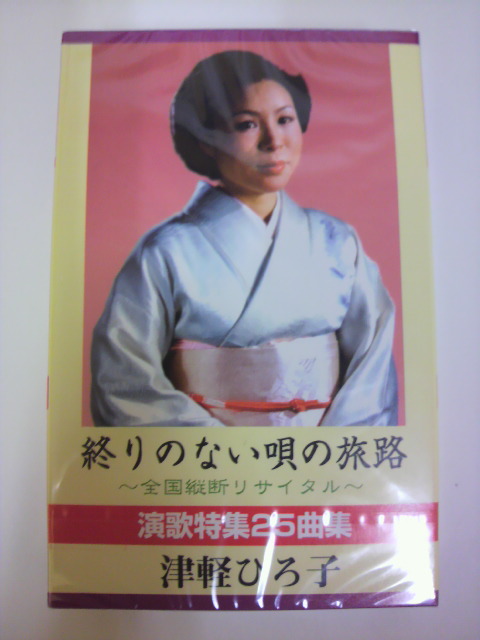 終りのない唄の旅路
～全国縦断リサイタル～
演歌特集25曲集
津軽ひろ子